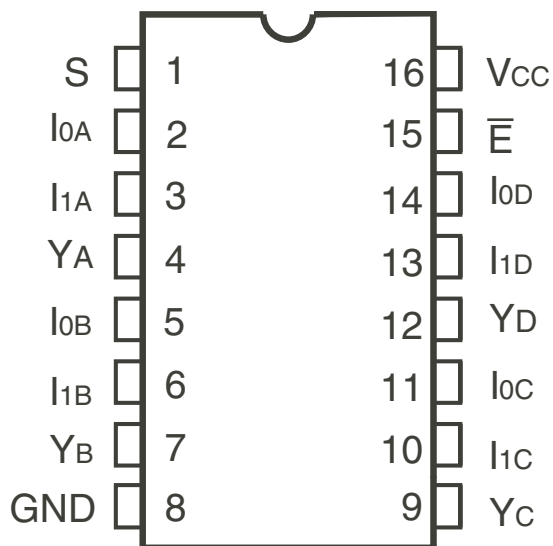 S 1 16 VCC
I0A 2 15 E̅
I1A 3 14 I0D
YA 4 13 I1D
I0B 5 12 YD
I1B 6 11 I0C
YB 7 10 I1C
GND 8 9 YC